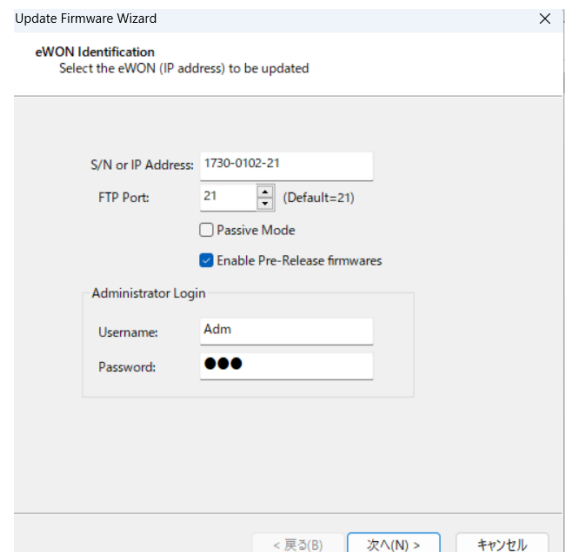 Update Firmware Wizard
eWON Identification
Select the eWON (IP address) to be updated
S/N or IP Address: 1730-0102-21
FTP Port: 21 (Default=21)
Passive Mode
Enable Pre-Release firmwares
Administrator Login
Username: Adm
Password: ●●●
< 戻る(B) 次へ(N) > キャンセル